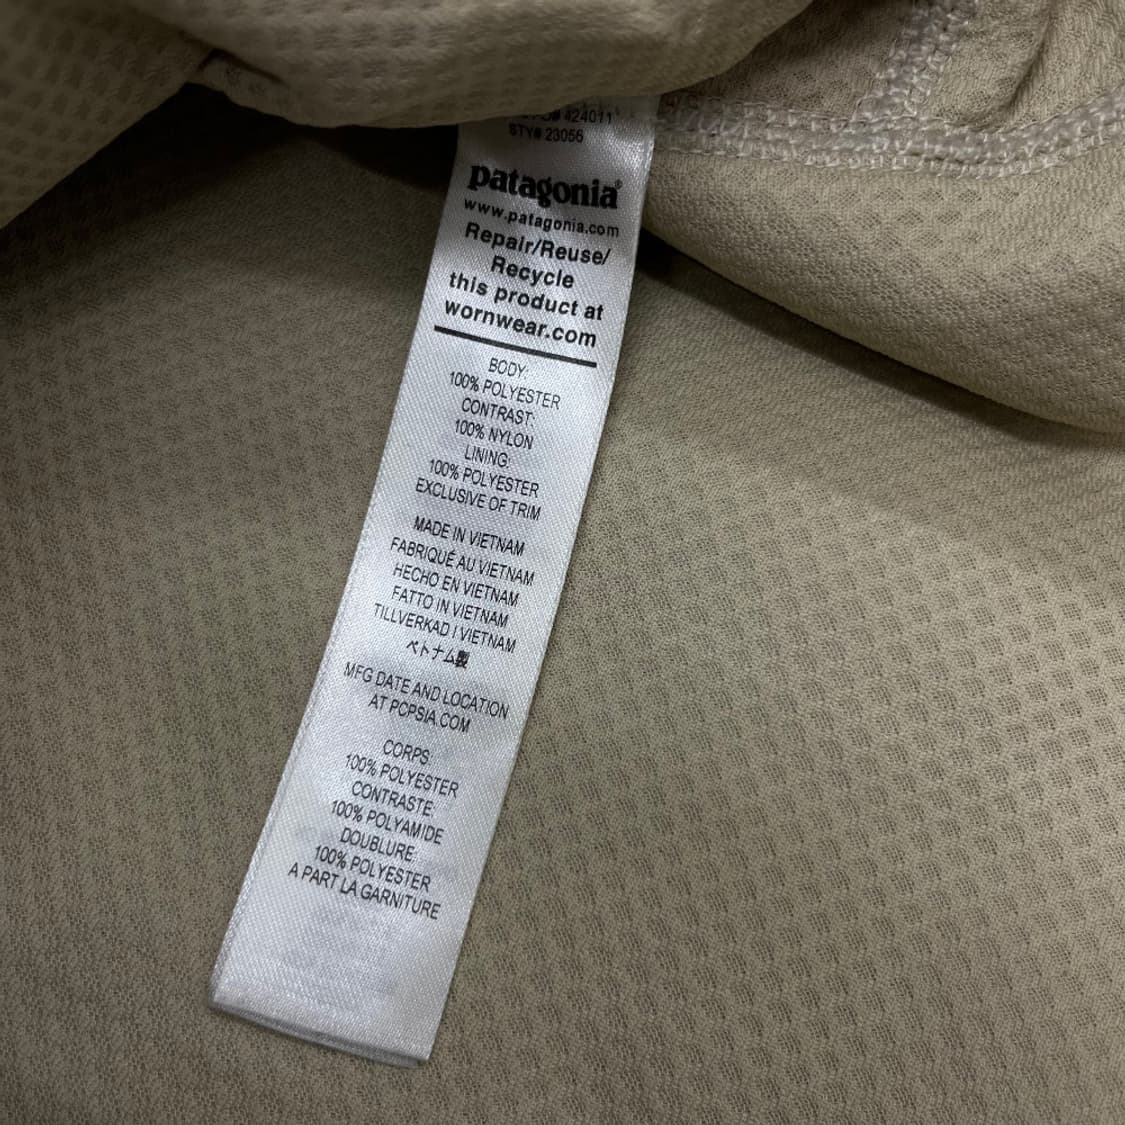 424011
STY# 23056
patagonia®
www.patagonia.com
Repair/Reuse/
Recycle
this product at
wornwear.com
BODY:
100% POLYESTER
CONTRAST:
100% NYLON
LINING:
100% POLYESTER
EXCLUSIVE OF TRIM
MADE IN VIETNAM
FABRIQUÉ AU VIETNAM
HECHO EN VIETNAM
FATTO IN VIETNAM
TILLVERKAD I VIETNAM
ベトナム製
MFG DATE AND LOCATION
AT PCPSIA.COM
CORPS:
100% POLYESTER
CONTRASTE:
100% POLYAMIDE
DOUBLURE:
100% POLYESTER
A PART LA GARNITURE